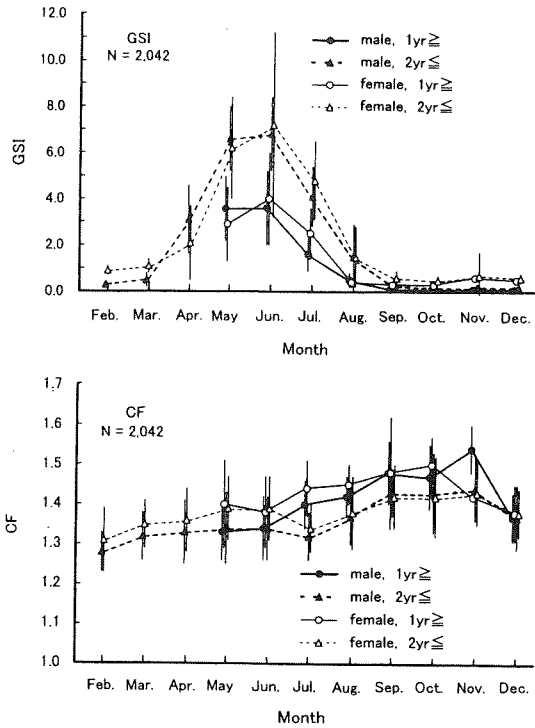 GSI
N = 2,042
male, 1yr≧
male, 2yr≦
female, 1yr≧
female, 2yr≦
12.0
10.0
8.0
6.0
4.0
2.0
0.0
GSI
Feb. Mar. Apr. May Jun. Jul. Aug. Sep. Oct. Nov. Dec.
Month
1.7
1.6
1.5
1.4
1.3
1.2
1.1
1.0
CF
CF
N = 2,042
male, 1yr≧
male, 2yr≦
female, 1yr≧
female, 2yr≦
Feb. Mar. Apr. May Jun. Jul. Aug. Sep. Oct. Nov. Dec.
Month